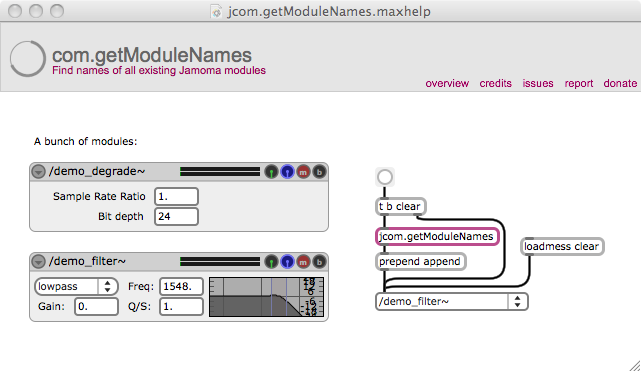 jcom.getModuleNames.maxhelp
com.getModuleNames
Find names of all existing Jamoma modules
overview credits issues report donate
A bunch of modules:
/demo_degrade~ m b
Sample Rate Ratio 1.
Bit depth 24
/demo_filter~ m b
lowpass Freq: 1548.
Gain: 0. Q/S: 1.
t b clear
jcom.getModuleNames
loadmess clear
prepend append
/demo_filter~